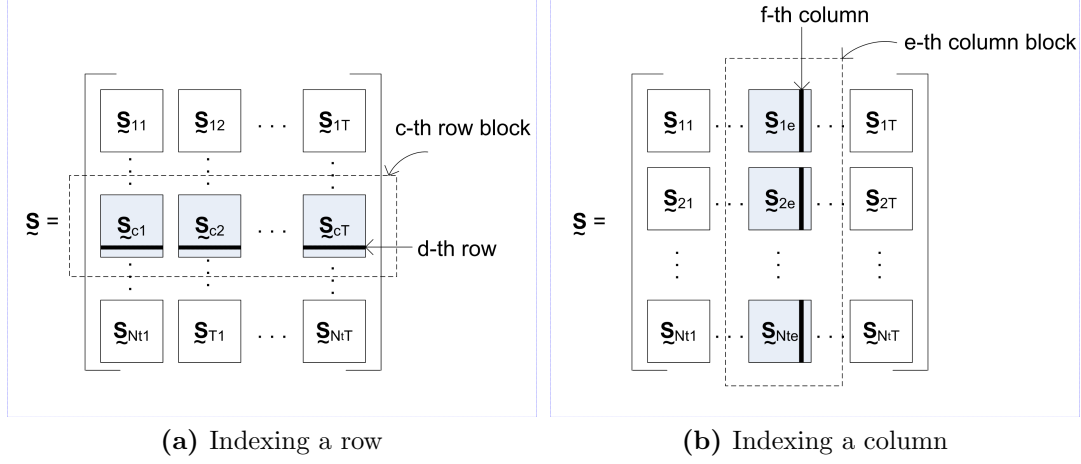 f-th column
e-th column block
S11 S12 . . . S1T
c-th row block
S =
Sc1 Sc2 . . . ScT
d-th row
SNt1 ST1 . . . SNtT
S11 . . . S1e . . . S1T
S21 . . . S2e . . . S2T
S =
SNt1 . . . SNte . . . SNtT
(a) Indexing a row
(b) Indexing a column